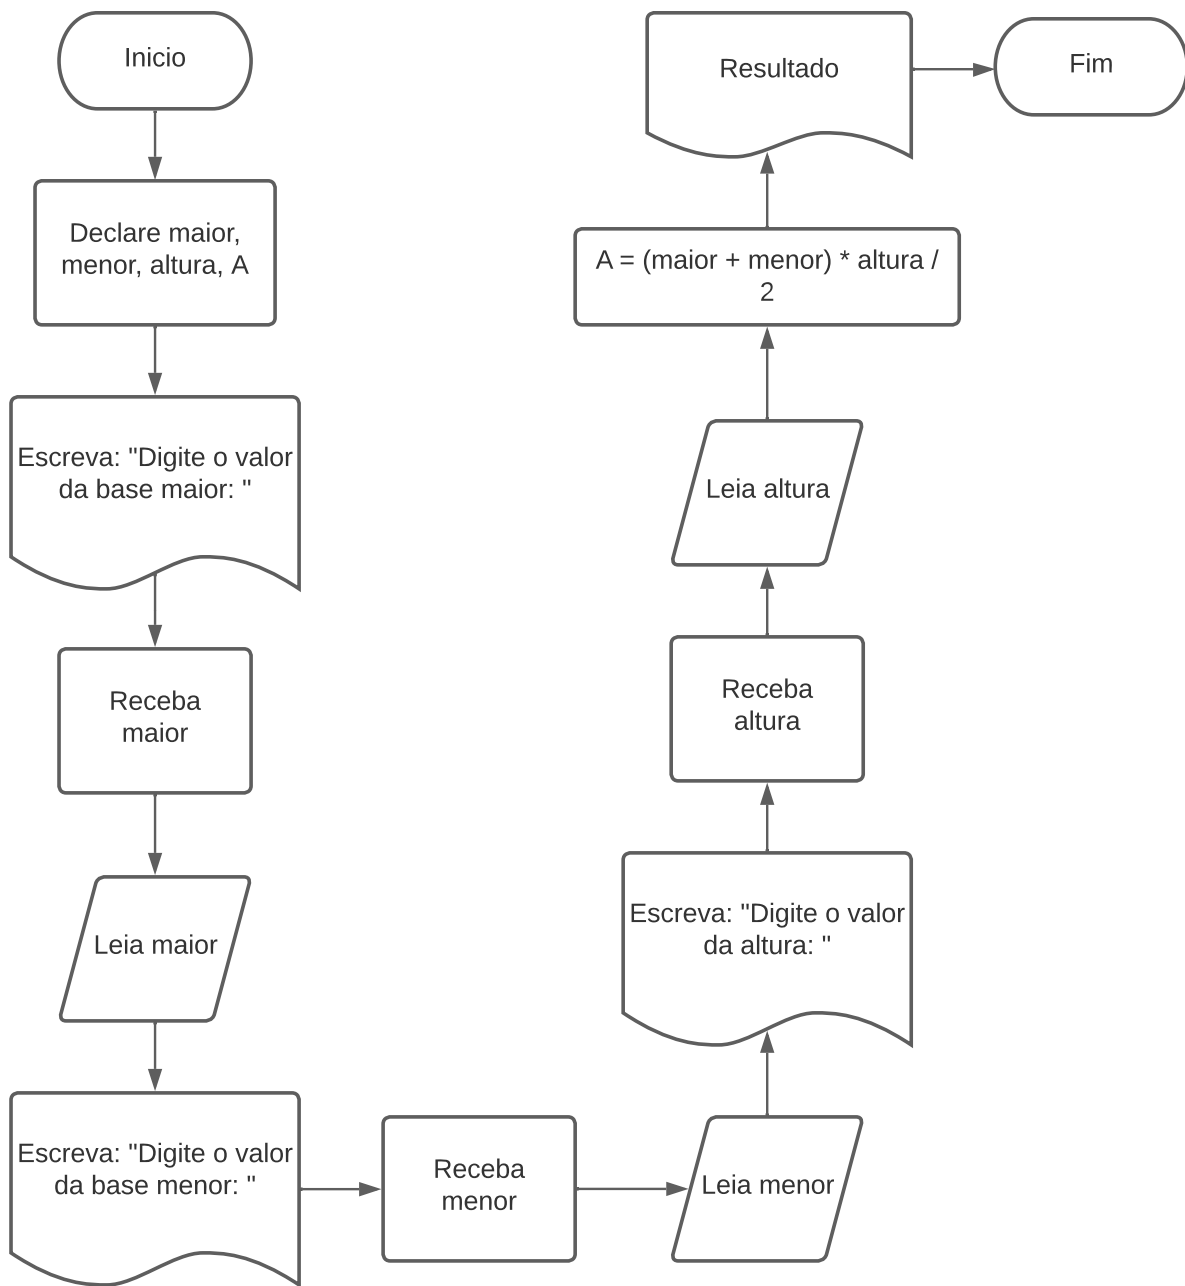 Inicio
Declare maior,
menor, altura, A
Escreva: "Digite o valor
da base maior: "
Receba
maior
Leia maior
Escreva: "Digite o valor
da base menor: "
Receba
menor
Leia menor
Escreva: "Digite o valor
da altura: "
Receba
altura
Leia altura
A = (maior + menor) * altura /
2
Resultado
Fim